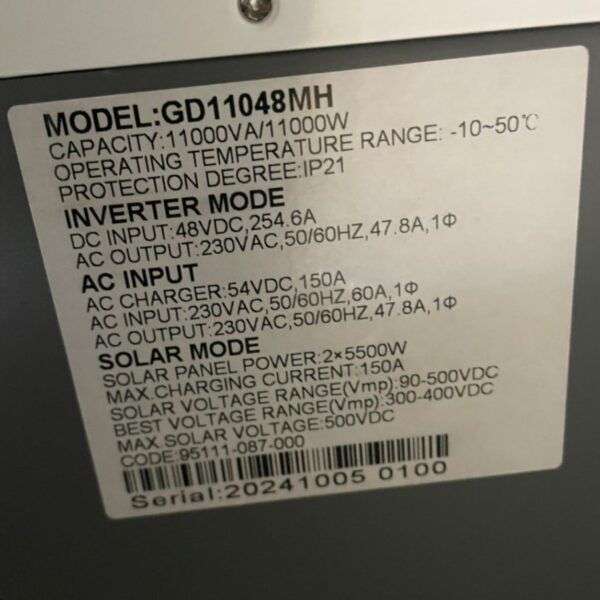 MODEL:GD11048MH
CAPACITY:11000VA/11000W
OPERATING TEMPERATURE RANGE: -10~50℃
PROTECTION DEGREE:IP21
INVERTER MODE
DC INPUT:48VDC,254.6A
AC OUTPUT:230VAC,50/60HZ,47.8A,1Φ
AC INPUT
AC CHARGER:54VDC,150A
AC INPUT:230VAC,50/60HZ,60A,1Φ
AC OUTPUT:230VAC,50/60HZ,47.8A,1Φ
SOLAR MODE
SOLAR PANEL POWER:2×5500W
MAX.CHARGING CURRENT:150A
SOLAR VOLTAGE RANGE(Vmp):90-500VDC
BEST VOLTAGE RANGE(Vmp):300-400VDC
MAX.SOLAR VOLTAGE:500VDC
CODE:95111-087-000
Serial:20241005 0100